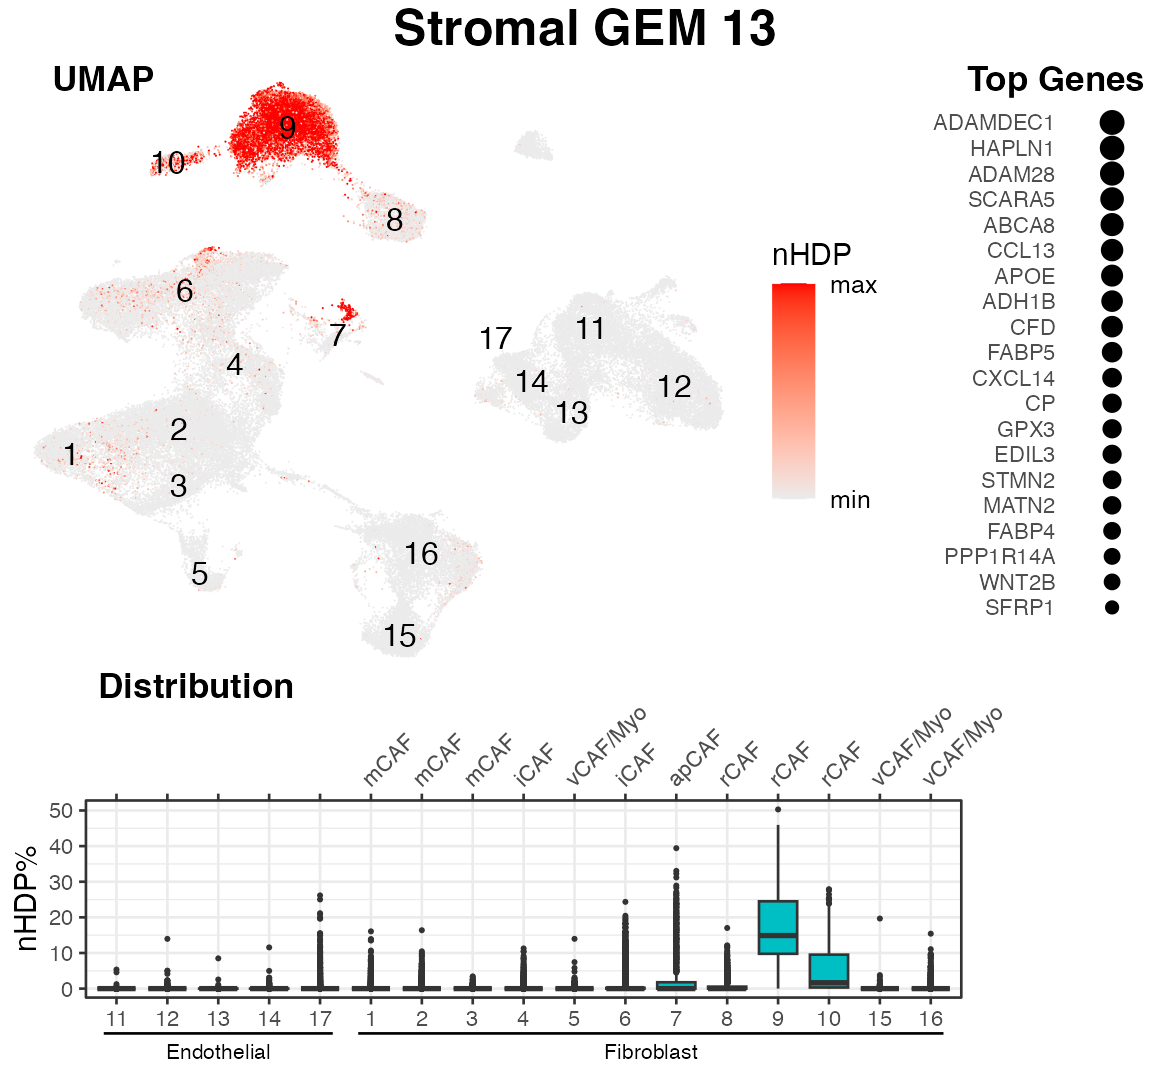 Stromal GEM 13
UMAP
Top Genes
9
10
8
6
7
4
2
1
3
5
16
15
17
11
14
12
13
nHDP
max
min
ADAMDEC1
HAPLN1
ADAM28
SCARA5
ABCA8
CCL13
APOE
ADH1B
CFD
FABP5
CXCL14
CP
GPX3
EDIL3
STMN2
MATN2
FABP4
PPP1R14A
WNT2B
SFRP1
Distribution
mCAF mCAF mCAF iCAF vCAF/Myo iCAF apCAF rCAF rCAF rCAF vCAF/Myo vCAF/Myo
nHDP%
50
40
30
20
10
0
11 12 13 14 17 1 2 3 4 5 6 7 8 9 10 15 16
Endothelial Fibroblast